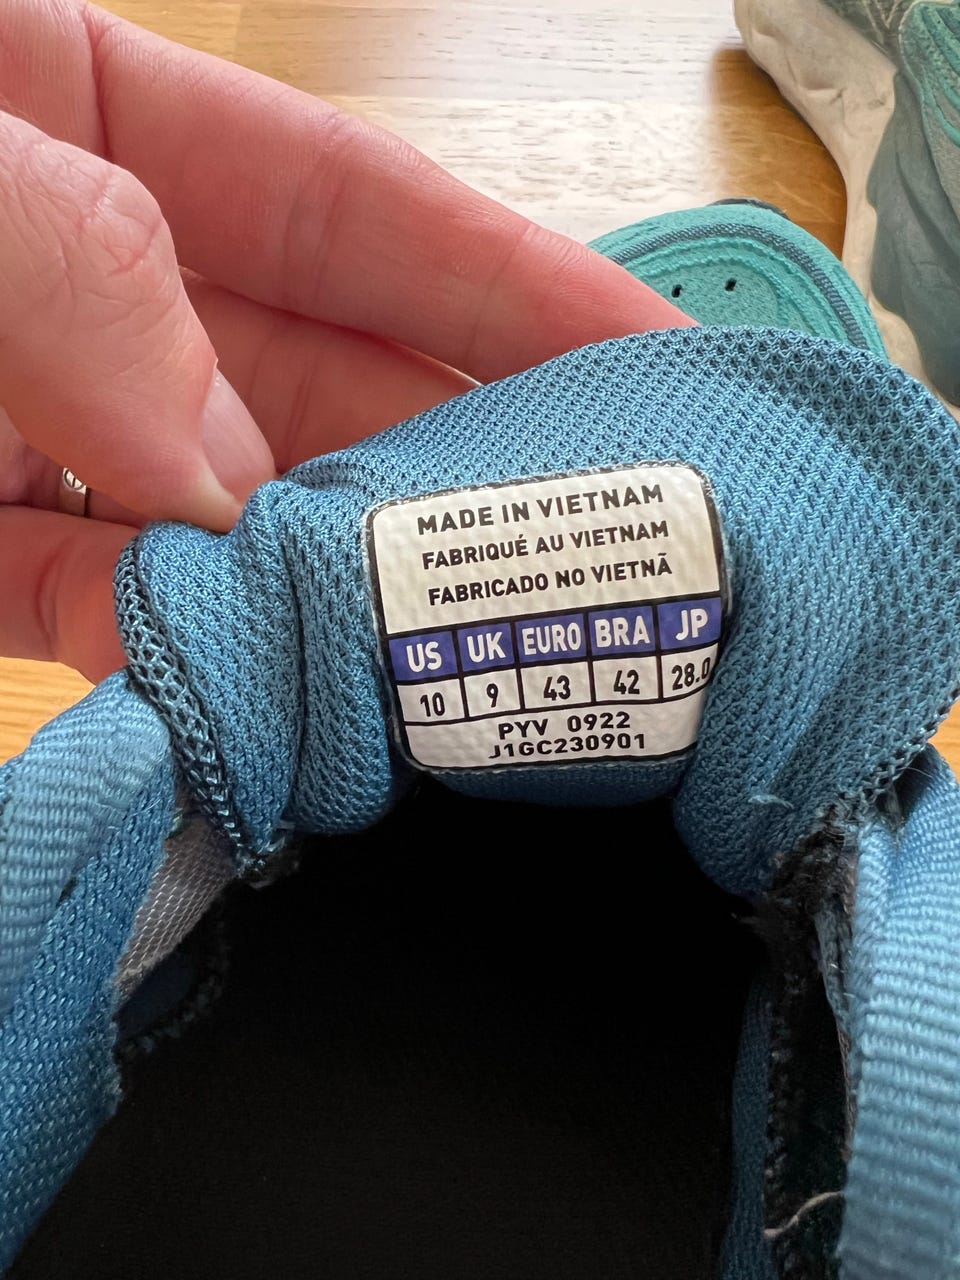 MADE IN VIETNAM
FABRIQUÉ AU VIETNAM
FABRICADO NO VIETNÃ
US UK EURO BRA JP
10 9 43 42 28.0
PYV 0922
J1GC230901